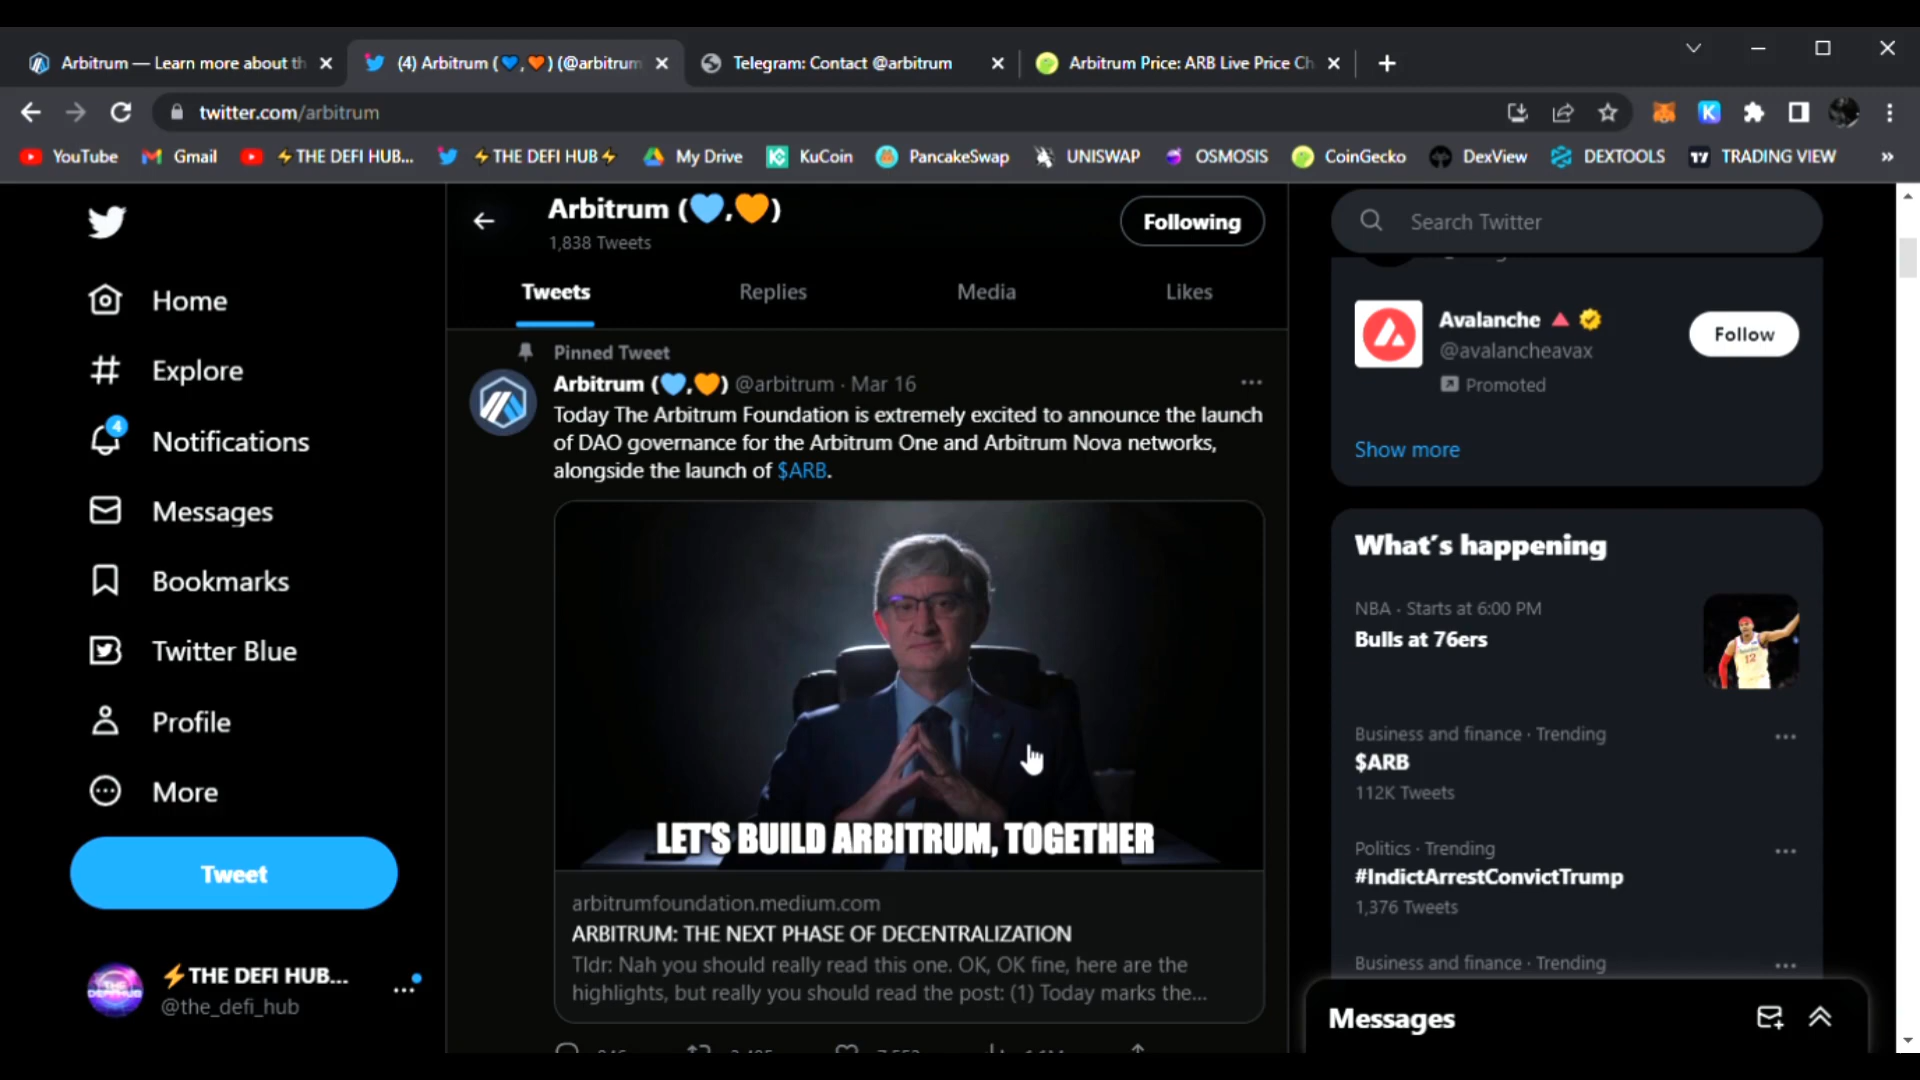 Arbitrum — Learn more about th
(4) Arbitrum (💙,🧡) (@arbitrum
Telegram: Contact @arbitrum
Arbitrum Price: ARB Live Price Ch
twitter.com/arbitrum
YouTube
Gmail
⚡THE DEFI HUB...
⚡THE DEFI HUB⚡
My Drive
KuCoin
PancakeSwap
UNISWAP
OSMOSIS
CoinGecko
DexView
DEXTOOLS
TRADING VIEW
»
Home
Explore
4
Notifications
Messages
Bookmarks
Twitter Blue
Profile
More
Tweet
⚡THE DEFI HUB...
@the_defi_hub
Arbitrum (💙,🧡)
1,838 Tweets
Following
Tweets
Replies
Media
Likes
Pinned Tweet
Arbitrum (💙,🧡) @arbitrum · Mar 16
Today The Arbitrum Foundation is extremely excited to announce the launch
of DAO governance for the Arbitrum One and Arbitrum Nova networks,
alongside the launch of $ARB.
LET'S BUILD ARBITRUM, TOGETHER
arbitrumfoundation.medium.com
ARBITRUM: THE NEXT PHASE OF DECENTRALIZATION
Tldr: Nah you should really read this one. OK, OK fine, here are the
highlights, but really you should read the post: (1) Today marks the...
Search Twitter
Avalanche
@avalancheavax
Follow
Promoted
Show more
What's happening
NBA · Starts at 6:00 PM
Bulls at 76ers
12
Business and finance · Trending
$ARB
112K Tweets
Politics · Trending
#IndictArrestConvictTrump
1,376 Tweets
Business and finance · Trending
Messages